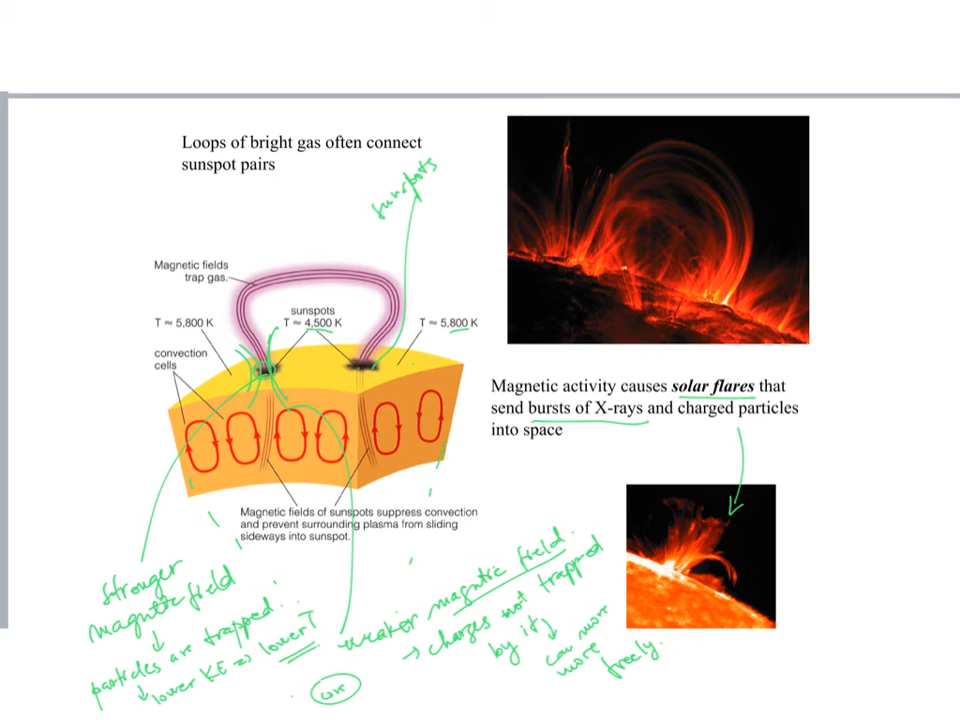 Loops of bright gas often connect
sunspot pairs
sunspots
Magnetic fields
trap gas.
sunspots
T ≈ 5,800 K
T ≈ 4,500 K
T ≈ 5,800 K
convection
cells
Magnetic activity causes solar flares that
send bursts of X-rays and charged particles
into space
Magnetic fields of sunspots suppress convection
and prevent surrounding plasma from sliding
sideways into sunspot.
Stronger
magnetic field
↓
particles are trapped.
↓ lower KE ⇒ lower T
weaker magntic field.
→ charges not trapped
by it
↓
can more
more
freely.